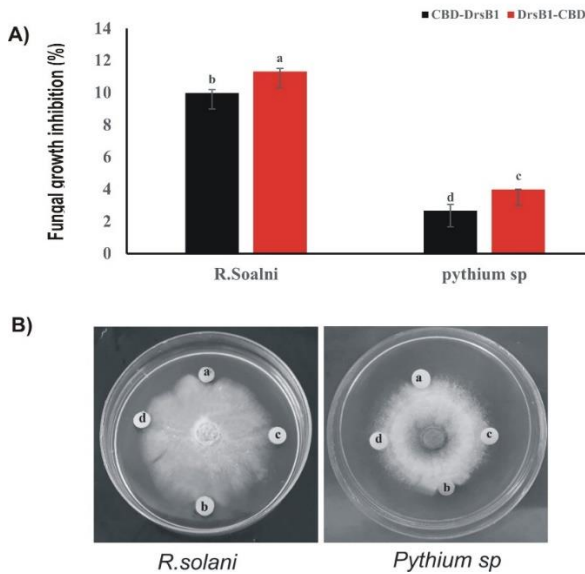 CBD-DrsB1 DrsB1-CBD
A)
Fungal growth inhibition (%)
14
12
10
8
6
4
2
0
b
a
d
c
R.Soalni
pythium sp
B)
a
d
c
b
a
d
c
b
R.solani
Pythium sp